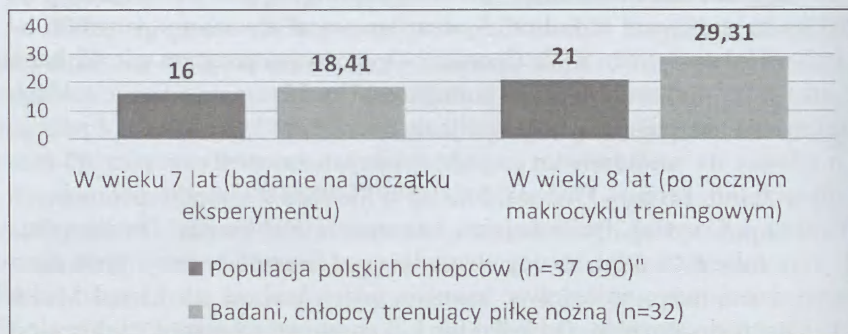 40
30
20
10
0
16
18,41
21
29,31
W wieku 7 lat (badanie na początku
eksperymentu)
W wieku 8 lat (po rocznym
makrocyklu treningowym)
■ Populacja polskich chłopców (n=37 690)"
■ Badani, chłopcy trenujący piłkę nożną (n=32)